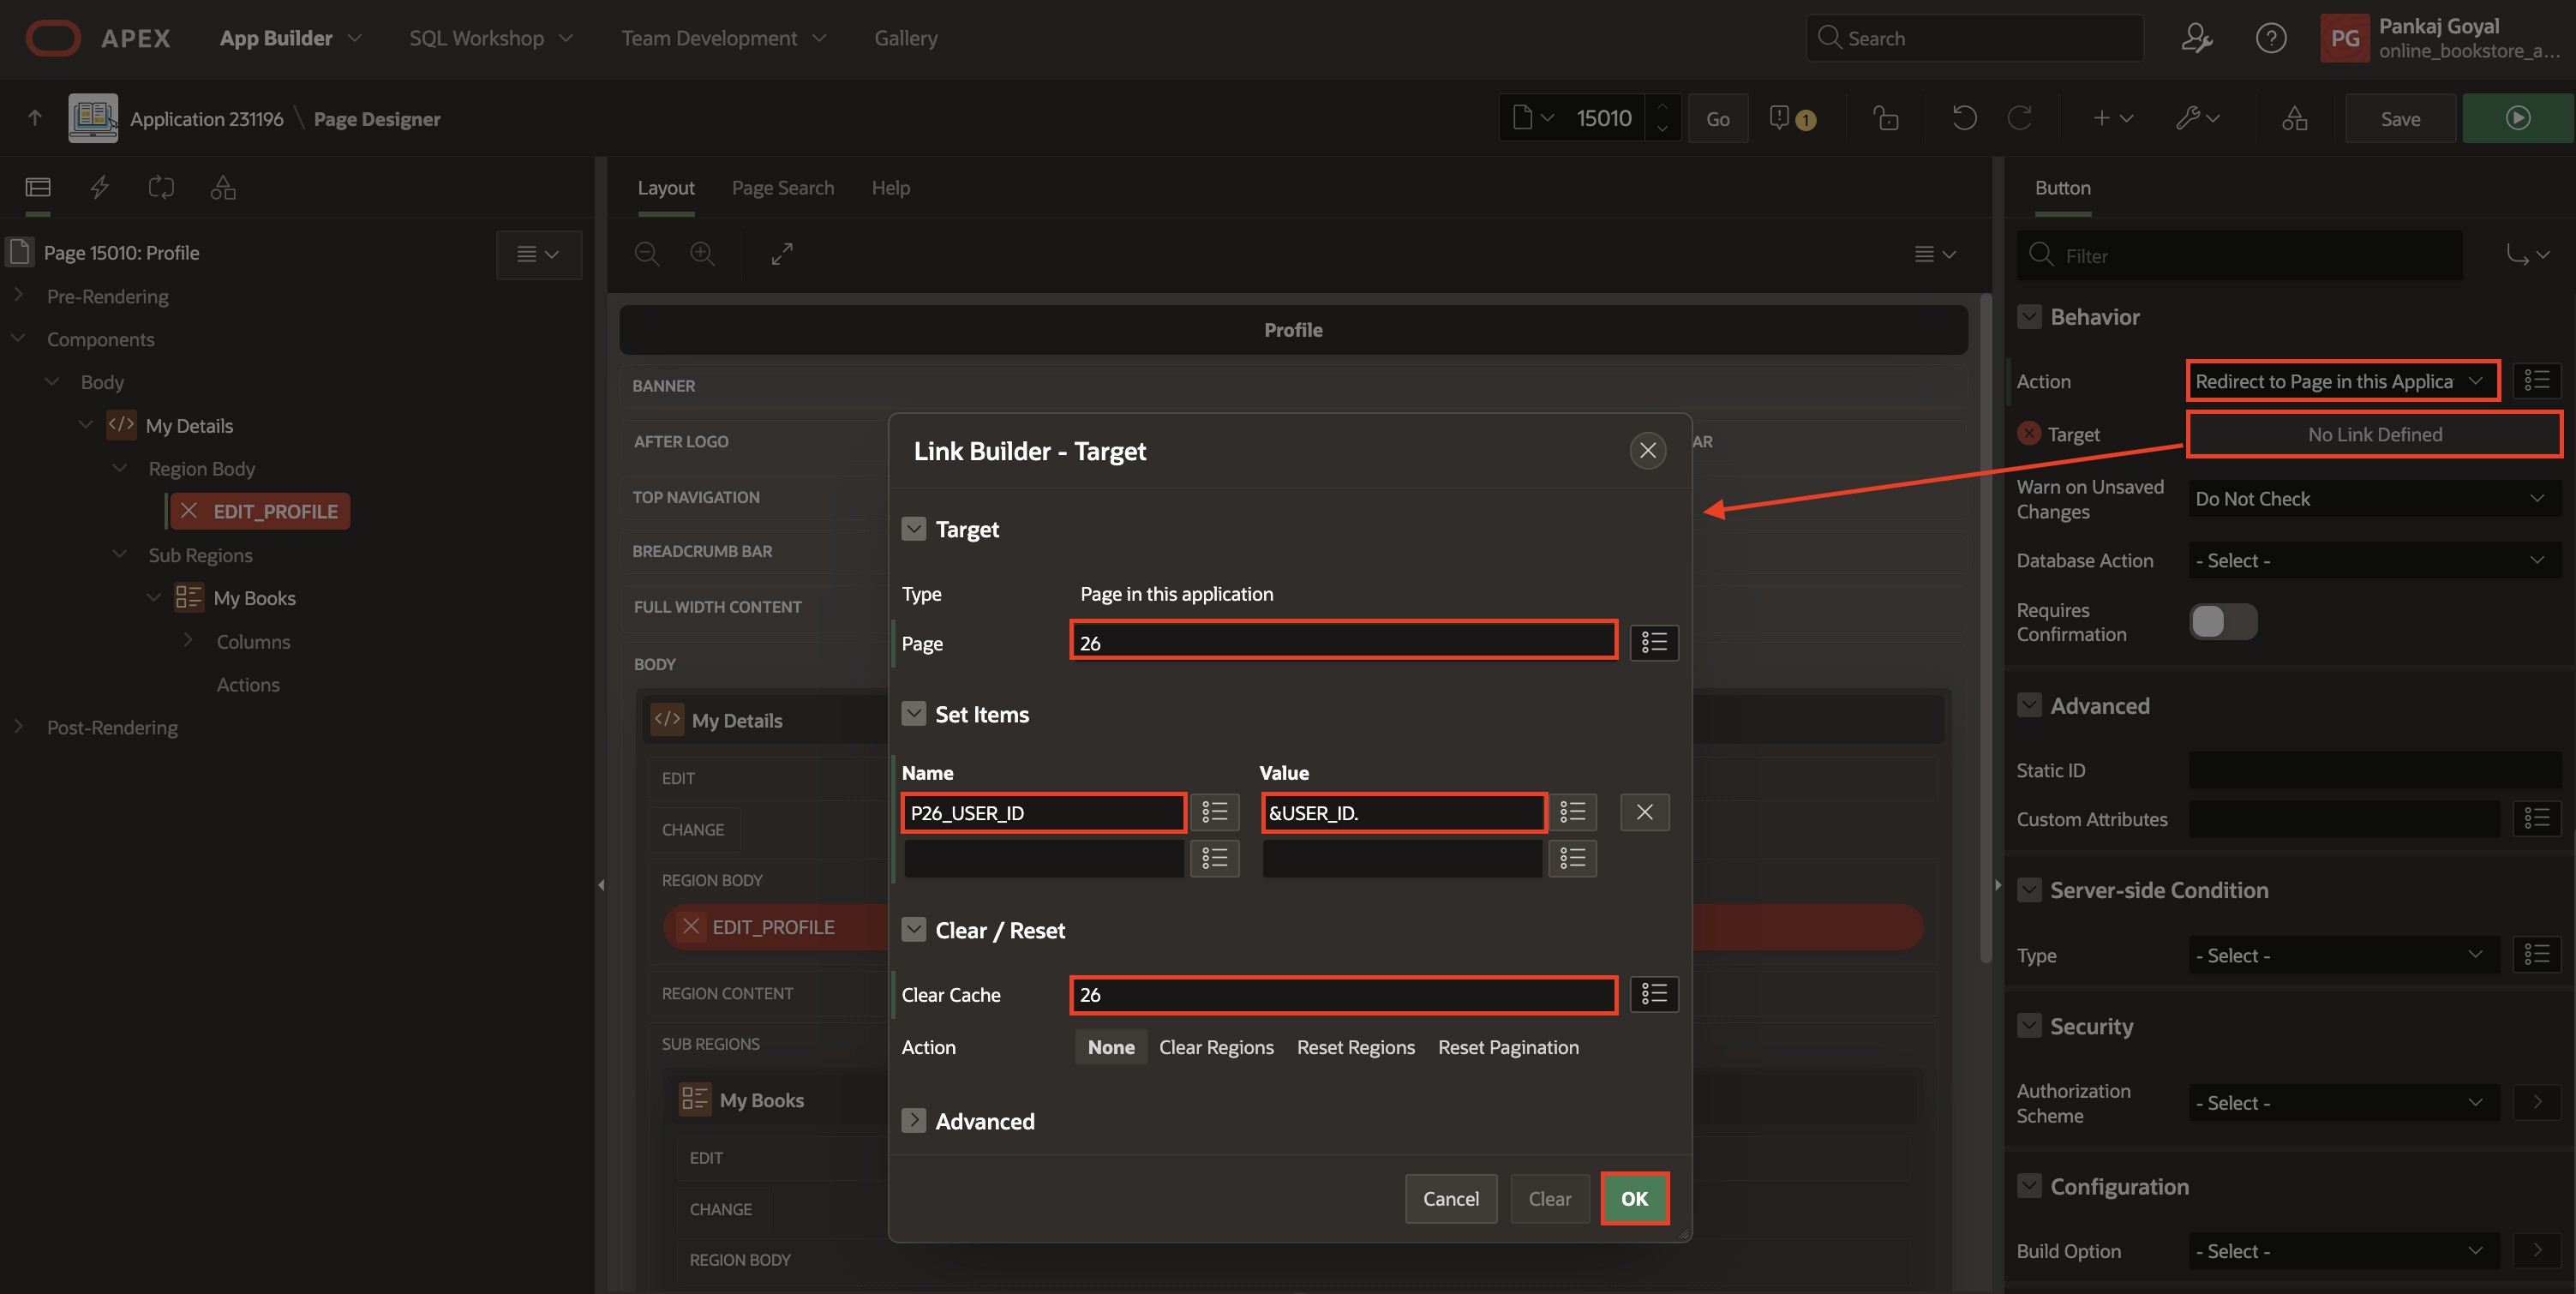 APEX App Builder SQL Workshop Team Development Gallery Search PG Pankaj Goyal
online_bookstore_a...
Application 231196 \ Page Designer 15010 Go 1 Save
Layout Page Search Help
Button
Page 15010: Profile
Pre-Rendering
Components
Body
My Details
Region Body
EDIT_PROFILE
Sub Regions
My Books
Columns
Actions
Post-Rendering
Profile
BANNER
AFTER LOGO
AR
TOP NAVIGATION
BREADCRUMB BAR
FULL WIDTH CONTENT
BODY
My Details
EDIT
CHANGE
REGION BODY
EDIT_PROFILE
REGION CONTENT
SUB REGIONS
My Books
EDIT
CHANGE
REGION BODY
Link Builder - Target
Target
Type Page in this application
Page 26
Set Items
Name Value
P26_USER_ID &USER_ID.
Clear / Reset
Clear Cache 26
Action None Clear Regions Reset Regions Reset Pagination
Advanced
Cancel Clear OK
Filter
Behavior
Action Redirect to Page in this Applica
Target No Link Defined
Warn on Unsaved
Changes
Do Not Check
Database Action - Select -
Requires
Confirmation
Advanced
Static ID
Custom Attributes
Server-side Condition
Type - Select -
Security
Authorization
Scheme
- Select -
Configuration
Build Option - Select -